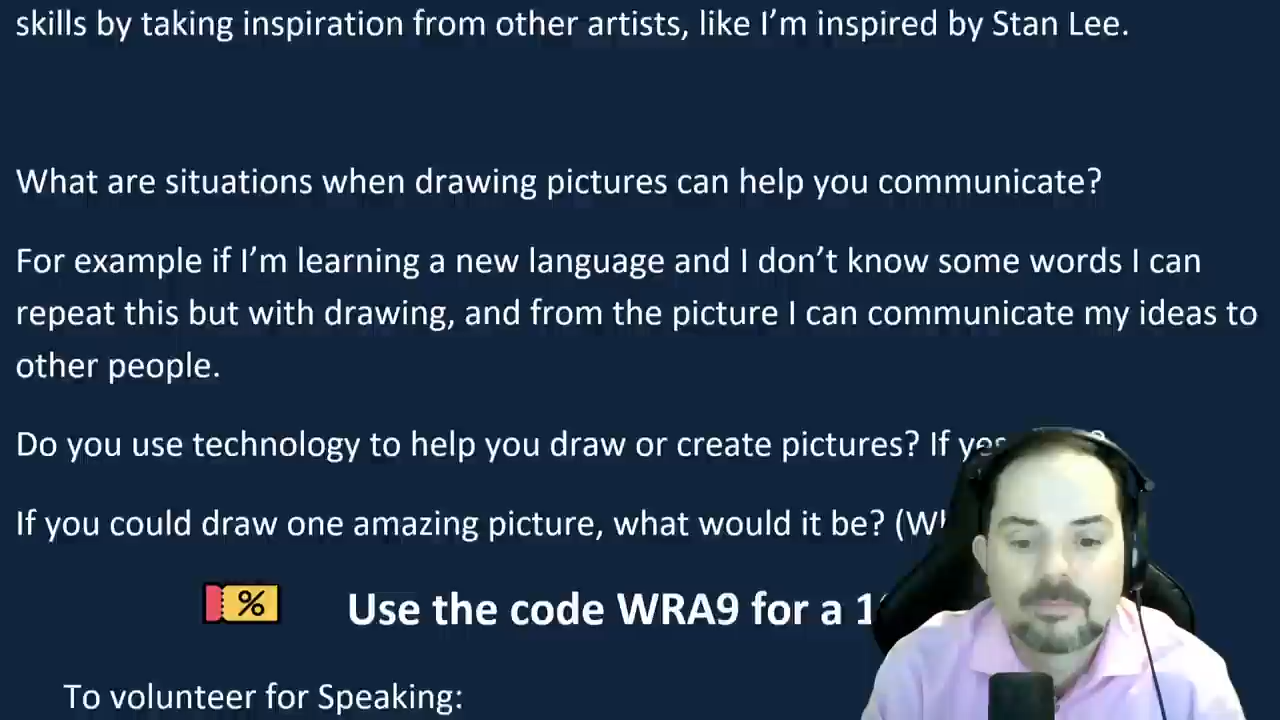 skills by taking inspiration from other artists, like I’m inspired by Stan Lee.
What are situations when drawing pictures can help you communicate?
For example if I’m learning a new language and I don’t know some words I can
repeat this but with drawing, and from the picture I can communicate my ideas to
other people.
Do you use technology to help you draw or create pictures? If yes
If you could draw one amazing picture, what would it be?
% Use the code WRA9 for a
To volunteer for Speaking: